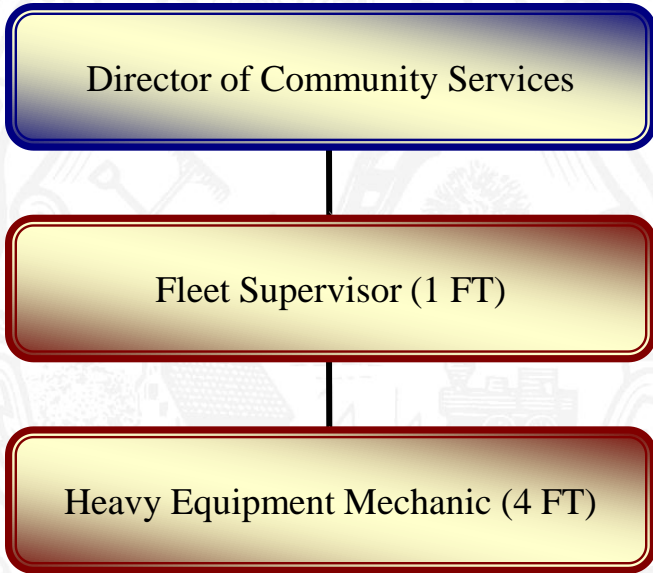 Director of Community Services
Fleet Supervisor (1 FT)
Heavy Equipment Mechanic (4 FT)